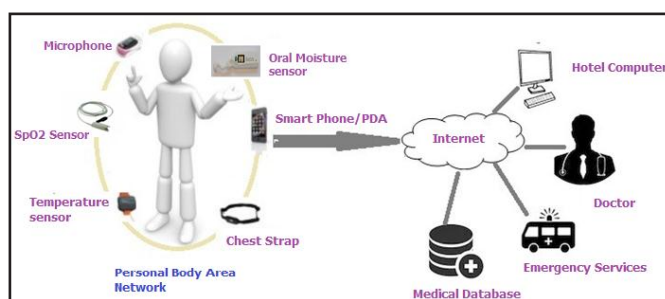 Microphone
Oral Moisture
sensor
SpO2 Sensor
Smart Phone/PDA
Temperature
sensor
Chest Strap
Personal Body Area
Network
Internet
Hotel Computer
Doctor
Emergency Services
Medical Database